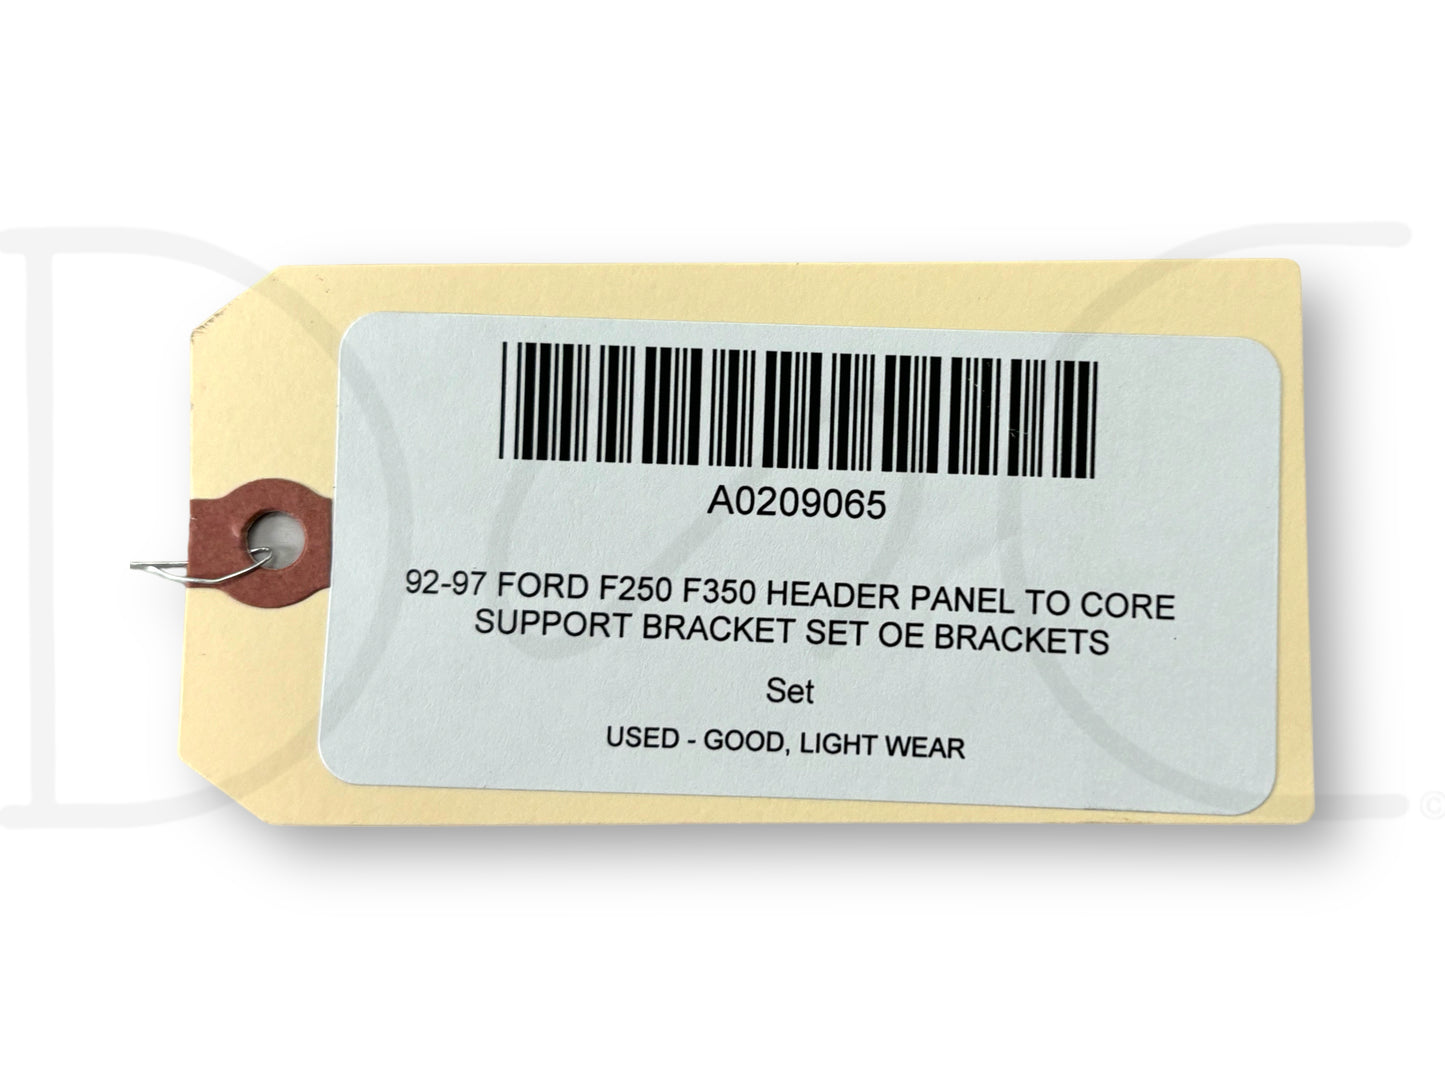 A0209065
92-97 FORD F250 F350 HEADER PANEL TO CORE
SUPPORT BRACKET SET OE BRACKETS
Set
USED - GOOD, LIGHT WEAR
©